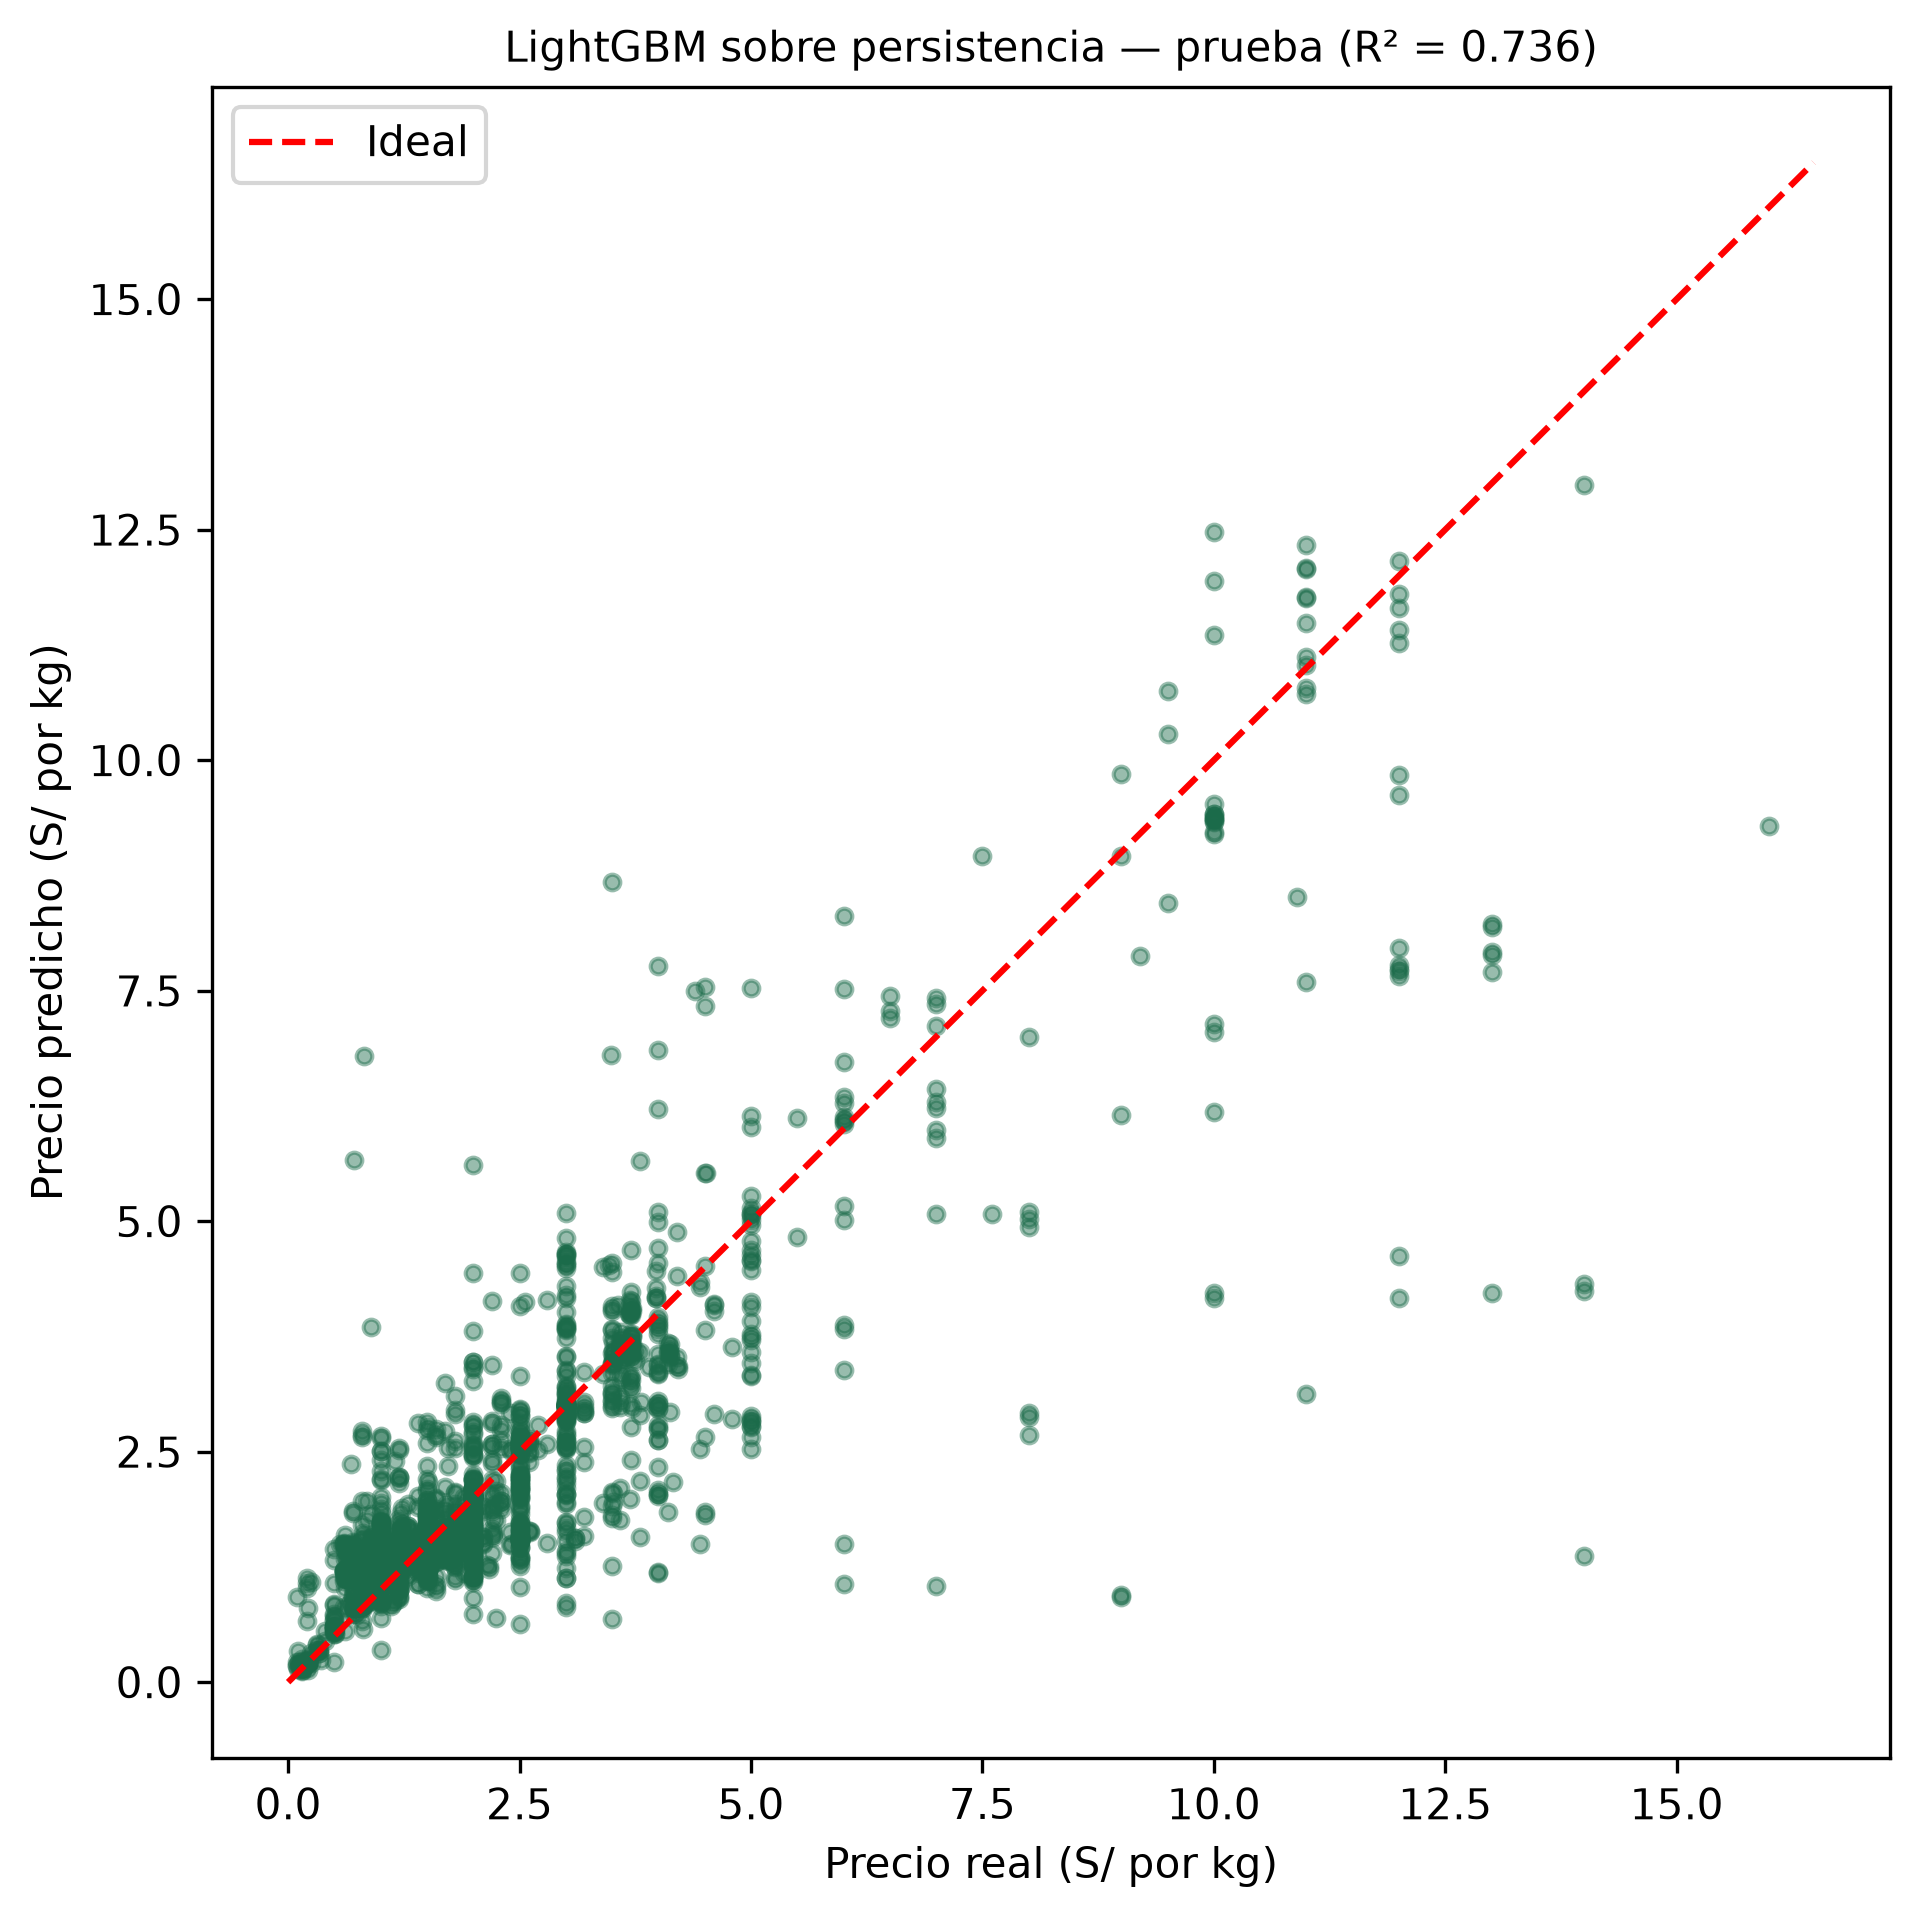 LightGBM sobre persistencia — prueba (R² = 0.736)
Ideal
Precio predicho (S/ por kg)
15.0
12.5
10.0
7.5
5.0
2.5
0.0
0.0 2.5 5.0 7.5 10.0 12.5 15.0
Precio real (S/ por kg)